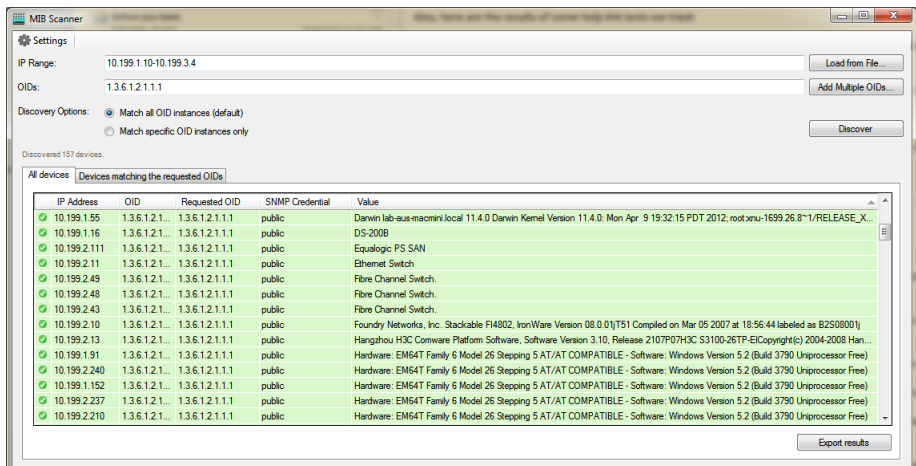 MIB Scanner
Also, here are the results of some help link tests we tried!
Settings
IP Range: 10.199.1.10-10.199.3.4 Load from File...
OIDs: 1.3.6.1.2.1.1.1 Add Multiple OIDs...
Discovery Options: Match all OID instances (default)
Match specific OID instances only Discover
Discovered 157 devices.
All devices Devices matching the requested OIDs
IP Address OID Requested OID SNMP Credential Value
10.199.1.55 1.3.6.1.2.1... 1.3.6.1.2.1.1.1 public Darwin lab-aus-macmini.local 11.4.0 Darwin Kernel Version 11.4.0: Mon Apr 9 19:32:15 PDT 2012; root:xnu-1699.26.8~1/RELEASE_X...
10.199.1.16 1.3.6.1.2.1... 1.3.6.1.2.1.1.1 public DS-200B
10.199.2.111 1.3.6.1.2.1... 1.3.6.1.2.1.1.1 public Equalogic PS SAN
10.199.2.11 1.3.6.1.2.1... 1.3.6.1.2.1.1.1 public Ethernet Switch
10.199.2.49 1.3.6.1.2.1... 1.3.6.1.2.1.1.1 public Fibre Channel Switch.
10.199.2.48 1.3.6.1.2.1... 1.3.6.1.2.1.1.1 public Fibre Channel Switch.
10.199.2.43 1.3.6.1.2.1... 1.3.6.1.2.1.1.1 public Fibre Channel Switch.
10.199.2.10 1.3.6.1.2.1... 1.3.6.1.2.1.1.1 public Foundry Networks, Inc. Stackable FI4802, IronWare Version 08.0.01jT51 Compiled on Mar 05 2007 at 18:56:44 labeled as B2S08001j
10.199.2.13 1.3.6.1.2.1... 1.3.6.1.2.1.1.1 public Hangzhou H3C Comware Platform Software, Software Version 3.10, Release 2107P07H3C S3100-26TP-EICopyright(c) 2004-2008 Han...
10.199.1.91 1.3.6.1.2.1... 1.3.6.1.2.1.1.1 public Hardware: EM64T Family 6 Model 26 Stepping 5 AT/AT COMPATIBLE - Software: Windows Version 5.2 (Build 3790 Uniprocessor Free)
10.199.2.240 1.3.6.1.2.1... 1.3.6.1.2.1.1.1 public Hardware: EM64T Family 6 Model 26 Stepping 5 AT/AT COMPATIBLE - Software: Windows Version 5.2 (Build 3790 Uniprocessor Free)
10.199.1.152 1.3.6.1.2.1... 1.3.6.1.2.1.1.1 public Hardware: EM64T Family 6 Model 26 Stepping 5 AT/AT COMPATIBLE - Software: Windows Version 5.2 (Build 3790 Uniprocessor Free)
10.199.2.237 1.3.6.1.2.1... 1.3.6.1.2.1.1.1 public Hardware: EM64T Family 6 Model 26 Stepping 5 AT/AT COMPATIBLE - Software: Windows Version 5.2 (Build 3790 Uniprocessor Free)
10.199.2.210 1.3.6.1.2.1... 1.3.6.1.2.1.1.1 public Hardware: EM64T Family 6 Model 26 Stepping 5 AT/AT COMPATIBLE - Software: Windows Version 5.2 (Build 3790 Uniprocessor Free)
Export results